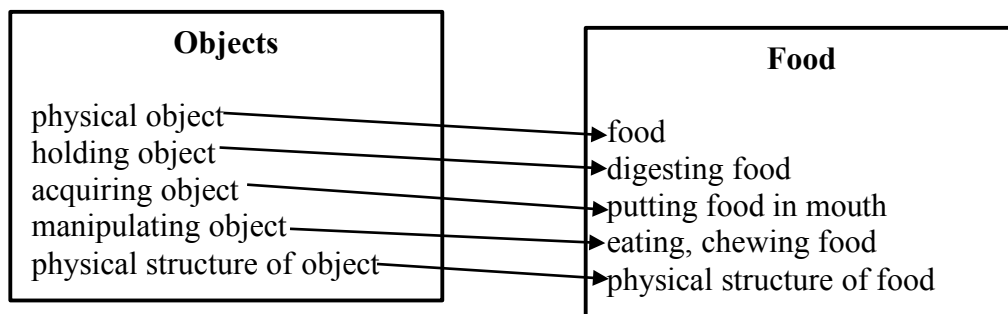 Objects
physical object
holding object
acquiring object
manipulating object
physical structure of object
Food
food
digesting food
putting food in mouth
eating, chewing food
physical structure of food